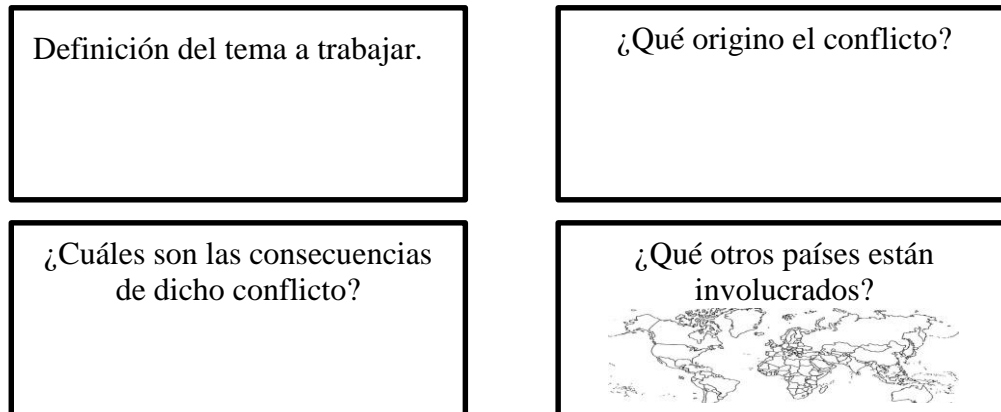 Definición del tema a trabajar.
¿Qué origino el conflicto?
¿Cuáles son las consecuencias
de dicho conflicto?
¿Qué otros países están
involucrados?